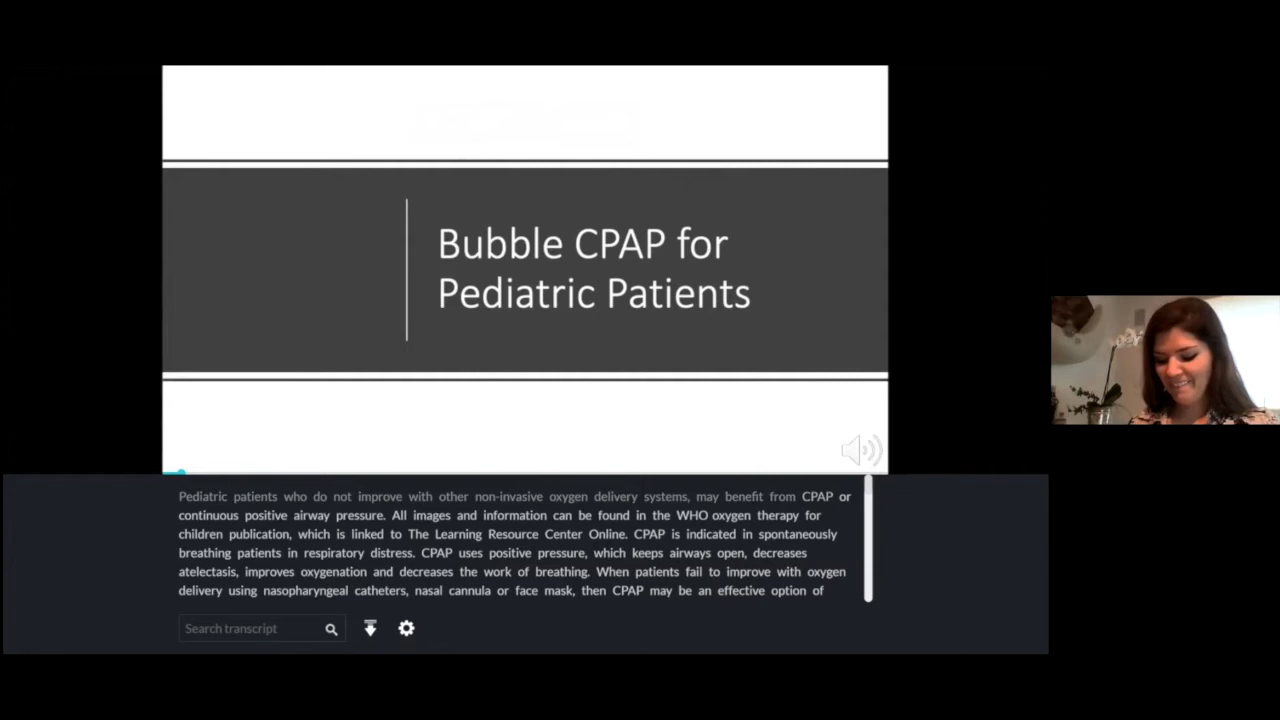 Bubble CPAP for
Pediatric Patients
Pediatric patients who do not improve with other non-invasive oxygen delivery systems, may benefit from CPAP or
continuous positive airway pressure. All images and information can be found in the WHO oxygen therapy for
children publication, which is linked to The Learning Resource Center Online. CPAP is indicated in spontaneously
breathing patients in respiratory distress. CPAP uses positive pressure, which keeps airways open, decreases
atelectasis, improves oxygenation and decreases the work of breathing. When patients fail to improve with oxygen
delivery using nasopharyngeal catheters, nasal cannula or face mask, then CPAP may be an effective option of
Search transcript